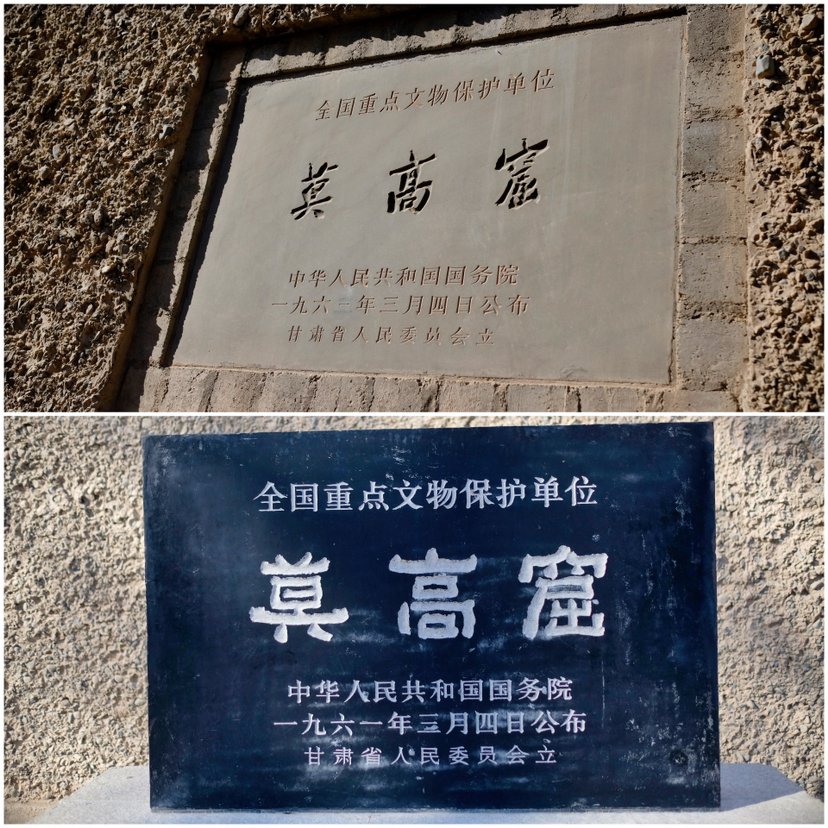 全国重点文物保护单位
莫高窟
中华人民共和国国务院
一九六 年三月四日公布
甘肃省人民委员会立
全国重点文物保护单位
莫高窟
中华人民共和国国务院
一九六一年三月四日公布
甘肃省人民委员会立